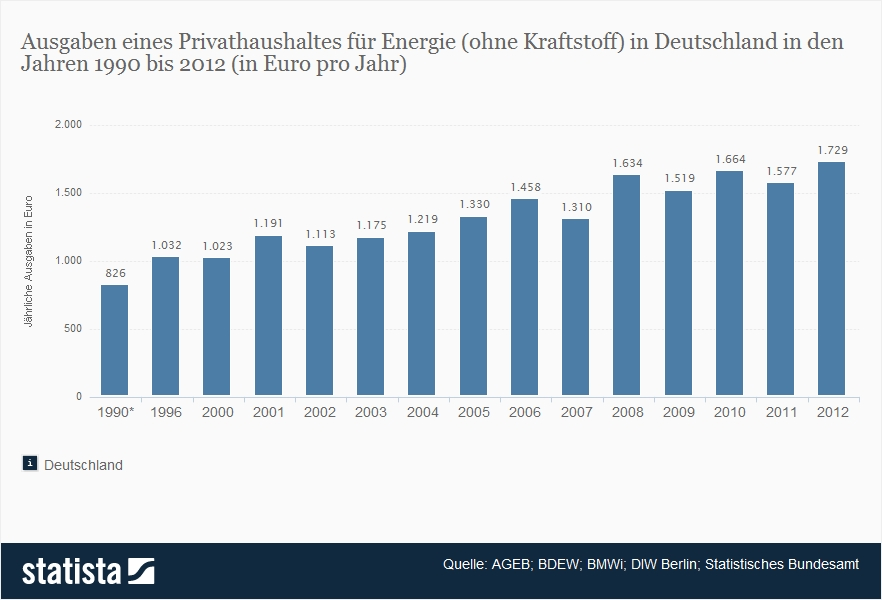 Ausgaben eines Privathaushaltes für Energie (ohne Kraftstoff) in Deutschland in den
Jahren 1990 bis 2012 (in Euro pro Jahr)
Jährliche Ausgaben in Euro
2.000
1.500
1.000
500
0
826
1.032
1.023
1.191
1.113
1.175
1.219
1.330
1.458
1.310
1.634
1.519
1.664
1.577
1.729
1990* 1996 2000 2001 2002 2003 2004 2005 2006 2007 2008 2009 2010 2011 2012
i Deutschland
statista
Quelle: AGEB; BDEW; BMWi; DIW Berlin; Statistisches Bundesamt